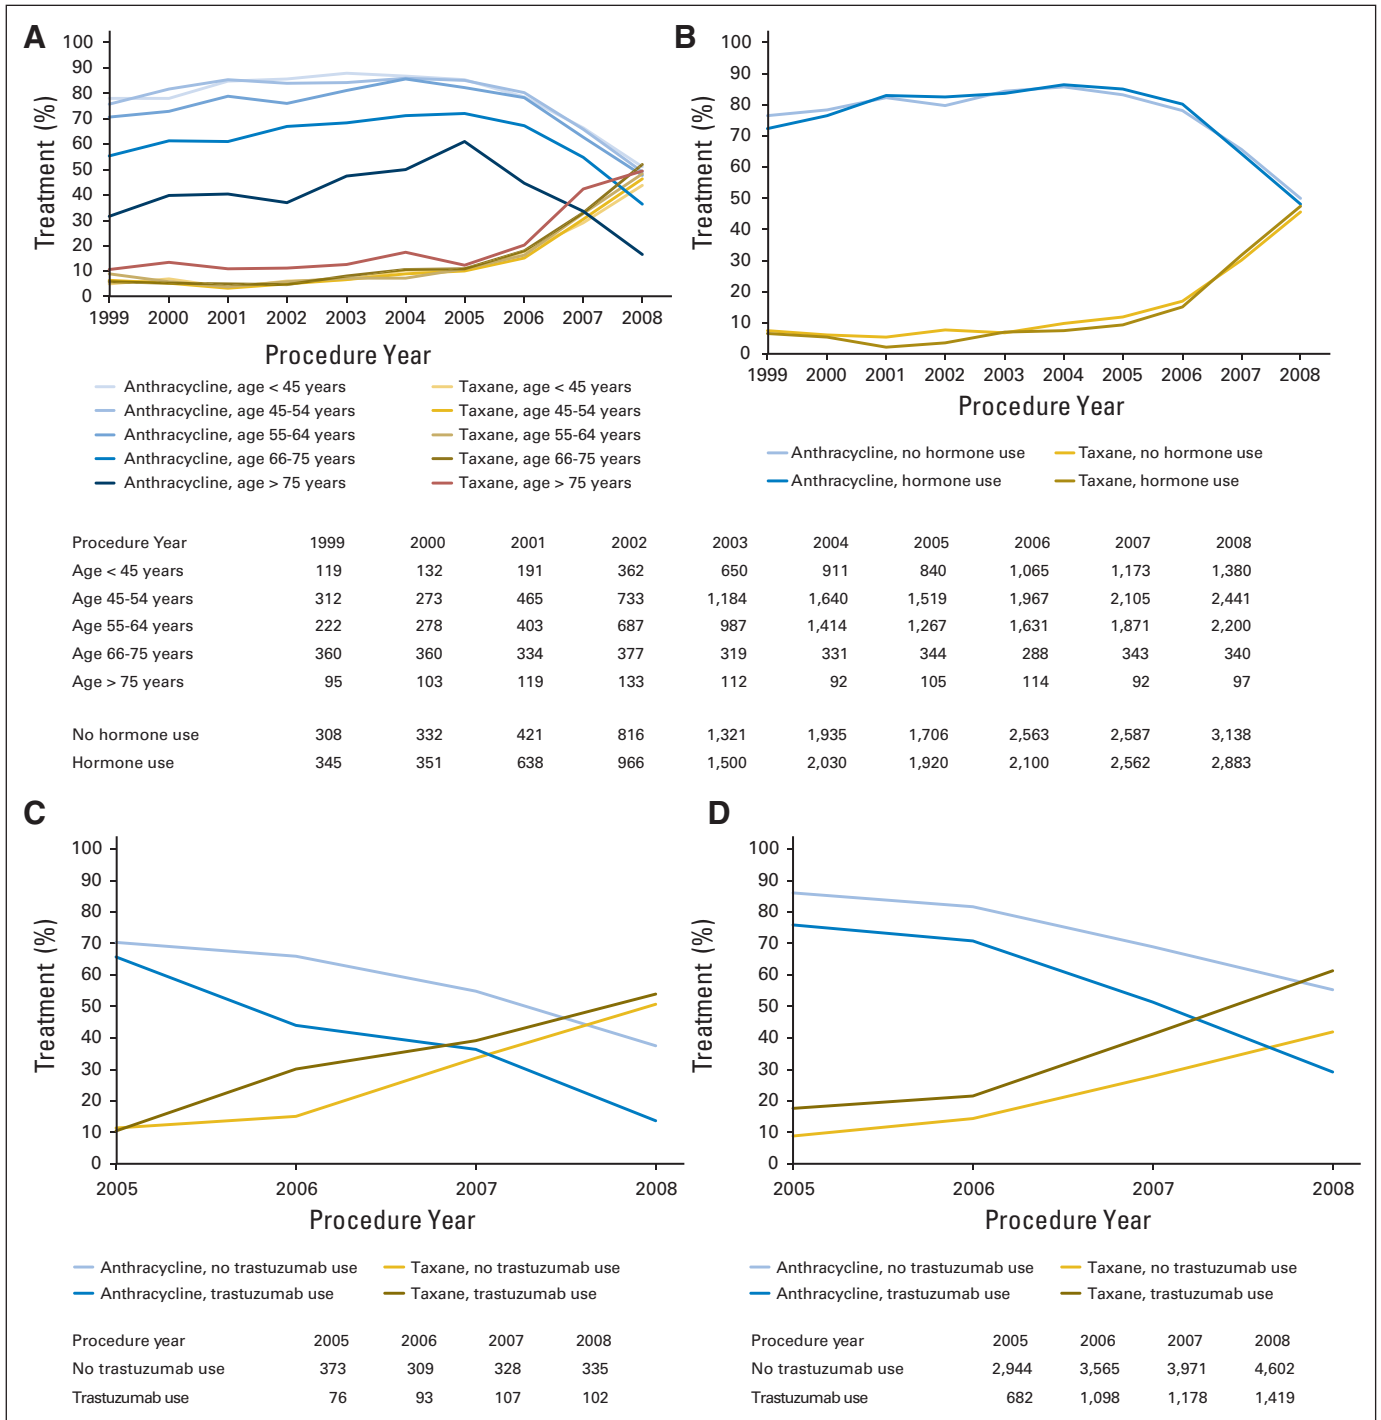 A
B
100
90
80
70
60
50
40
30
20
10
0
Treatment (%)
1999 2000 2001 2002 2003 2004 2005 2006 2007 2008
Procedure Year
Anthracycline, age < 45 years
Anthracycline, age 45-54 years
Anthracycline, age 55-64 years
Anthracycline, age 66-75 years
Anthracycline, age > 75 years
Taxane, age < 45 years
Taxane, age 45-54 years
Taxane, age 55-64 years
Taxane, age 66-75 years
Taxane, age > 75 years
100
90
80
70
60
50
40
30
20
10
0
Treatment (%)
1999 2000 2001 2002 2003 2004 2005 2006 2007 2008
Procedure Year
Anthracycline, no hormone use
Anthracycline, hormone use
Taxane, no hormone use
Taxane, hormone use
Procedure Year 1999 2000 2001 2002 2003 2004 2005 2006 2007 2008
Age < 45 years 119 132 191 362 650 911 840 1,065 1,173 1,380
Age 45-54 years 312 273 465 733 1,184 1,640 1,519 1,967 2,105 2,441
Age 55-64 years 222 278 403 687 987 1,414 1,267 1,631 1,871 2,200
Age 66-75 years 360 360 334 377 319 331 344 288 343 340
Age > 75 years 95 103 119 133 112 92 105 114 92 97
No hormone use 308 332 421 816 1,321 1,935 1,706 2,563 2,587 3,138
Hormone use 345 351 638 966 1,500 2,030 1,920 2,100 2,562 2,883
C
100
90
80
70
60
50
40
30
20
10
0
Treatment (%)
2005 2006 2007 2008
Procedure Year
Anthracycline, no trastuzumab use
Anthracycline, trastuzumab use
Taxane, no trastuzumab use
Taxane, trastuzumab use
Procedure year 2005 2006 2007 2008
No trastuzumab use 373 309 328 335
Trastuzumab use 76 93 107 102
D
100
90
80
70
60
50
40
30
20
10
0
Treatment (%)
2005 2006 2007 2008
Procedure Year
Anthracycline, no trastuzumab use
Anthracycline, trastuzumab use
Taxane, no trastuzumab use
Taxane, trastuzumab use
Procedure year 2005 2006 2007 2008
No trastuzumab use 2,944 3,565 3,971 4,602
Trastuzumab use 682 1,098 1,178 1,419